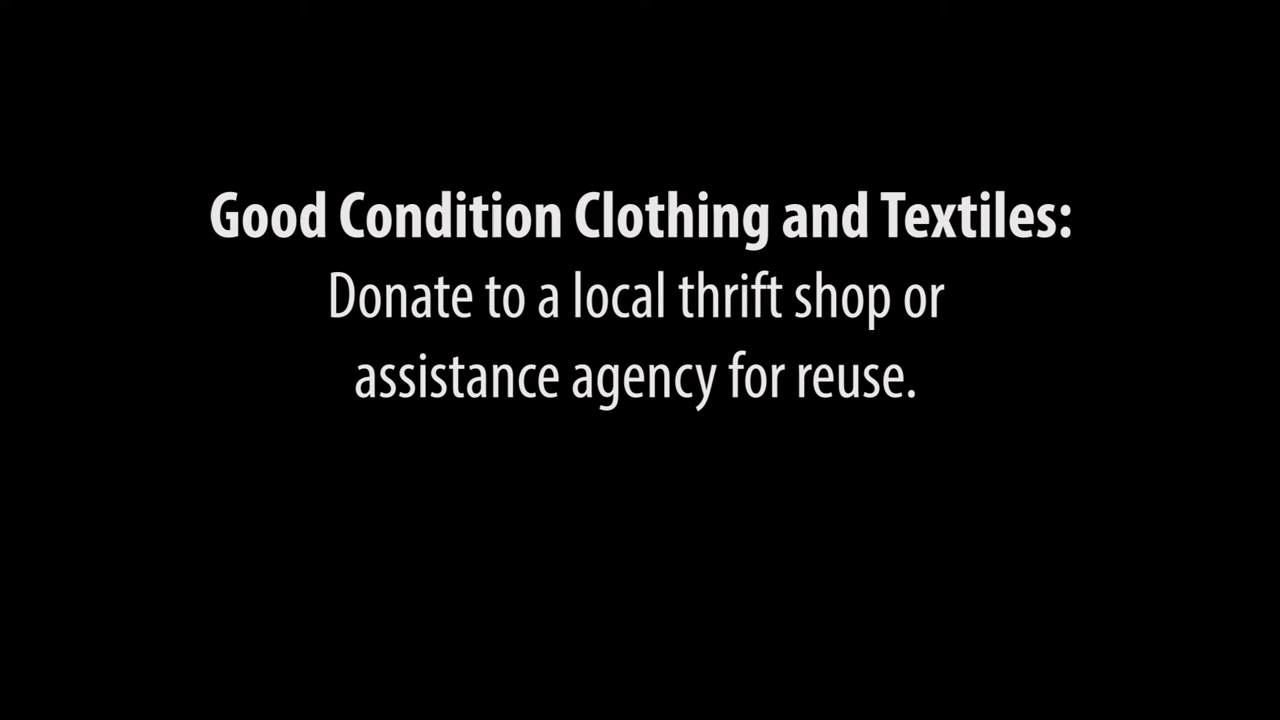 Good Condition Clothing and Textiles:
Donate to a local thrift shop or
assistance agency for reuse.